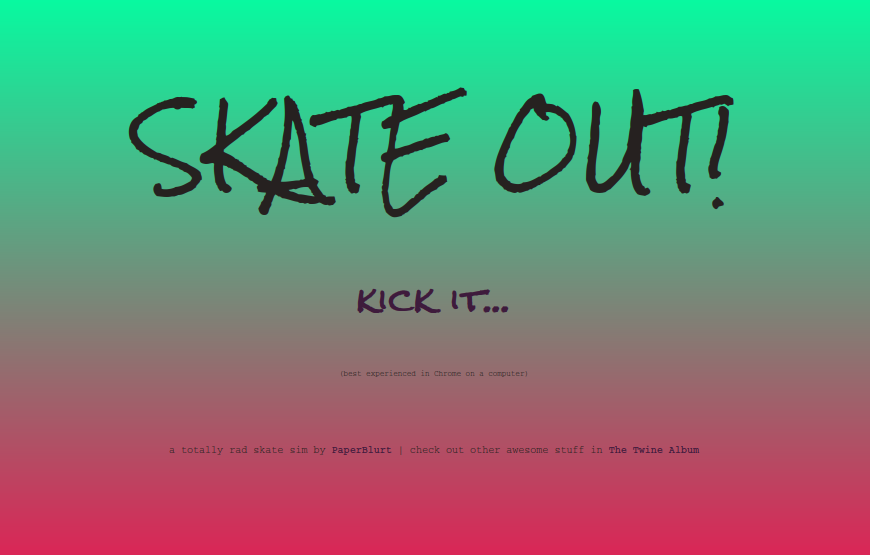 SKATE OUT!
KICK IT...
(best experienced in Chrome on a computer)
a totally rad skate sim by PaperBlurt | check out other awesome stuff in The Twine Album